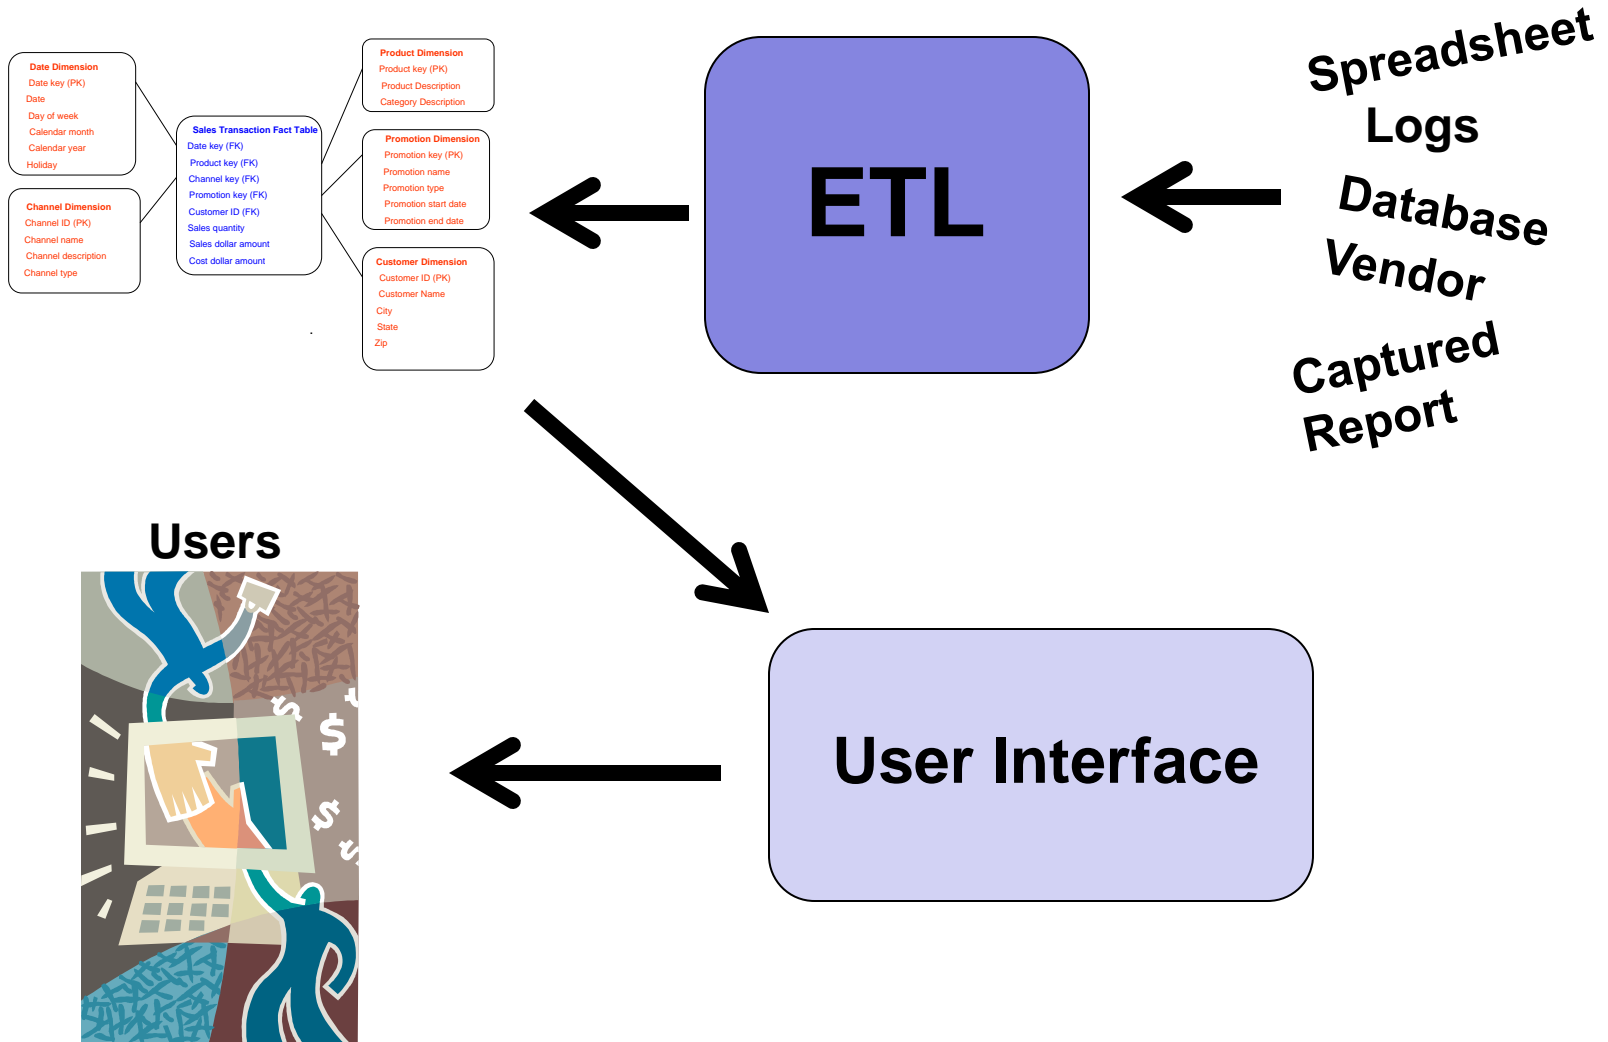 Date Dimension
Date key (PK)
Date
Day of week
Calendar month
Calendar year
Holiday
Channel Dimension
Channel ID (PK)
Channel name
Channel description
Channel type
Sales Transaction Fact Table
Date key (FK)
Product key (FK)
Channel key (FK)
Promotion key (FK)
Customer ID (FK)
Sales quantity
Sales dollar amount
Cost dollar amount
Product Dimension
Product key (PK)
Product Description
Category Description
Promotion Dimension
Promotion key (PK)
Promotion name
Promotion type
Promotion start date
Promotion end date
Customer Dimension
Customer ID (PK)
Customer Name
City
State
Zip
.
ETL
Spreadsheet
Logs
Database
Vendor
Captured
Report
Users
$
$
$
$
$
User Interface